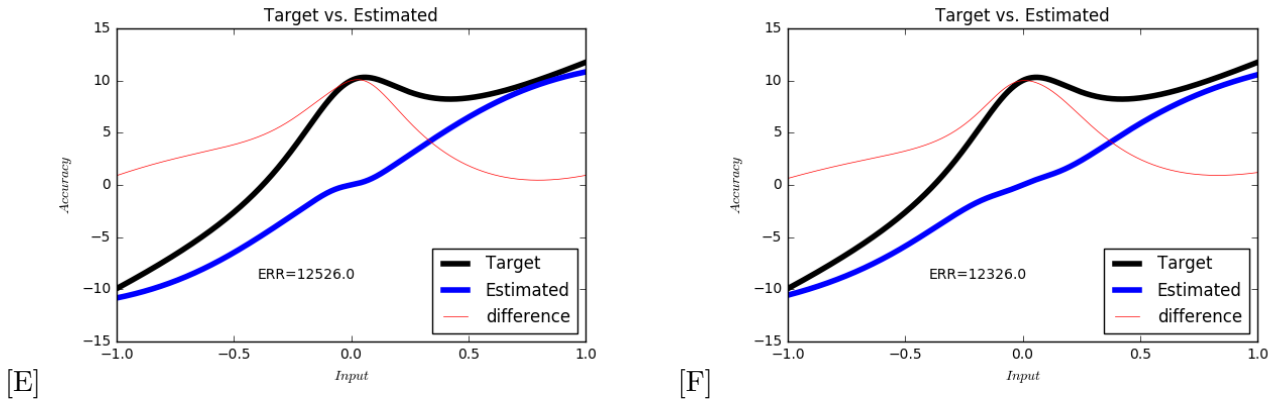 Target vs. Estimated
15
10
5
0
−5
−10
−15
−1.0 −0.5 0.0 0.5 1.0
Accuracy
Input
ERR=12526.0
Target
Estimated
difference
[E]
Target vs. Estimated
15
10
5
0
−5
−10
−15
−1.0 −0.5 0.0 0.5 1.0
Accuracy
Input
ERR=12326.0
Target
Estimated
difference
[F]